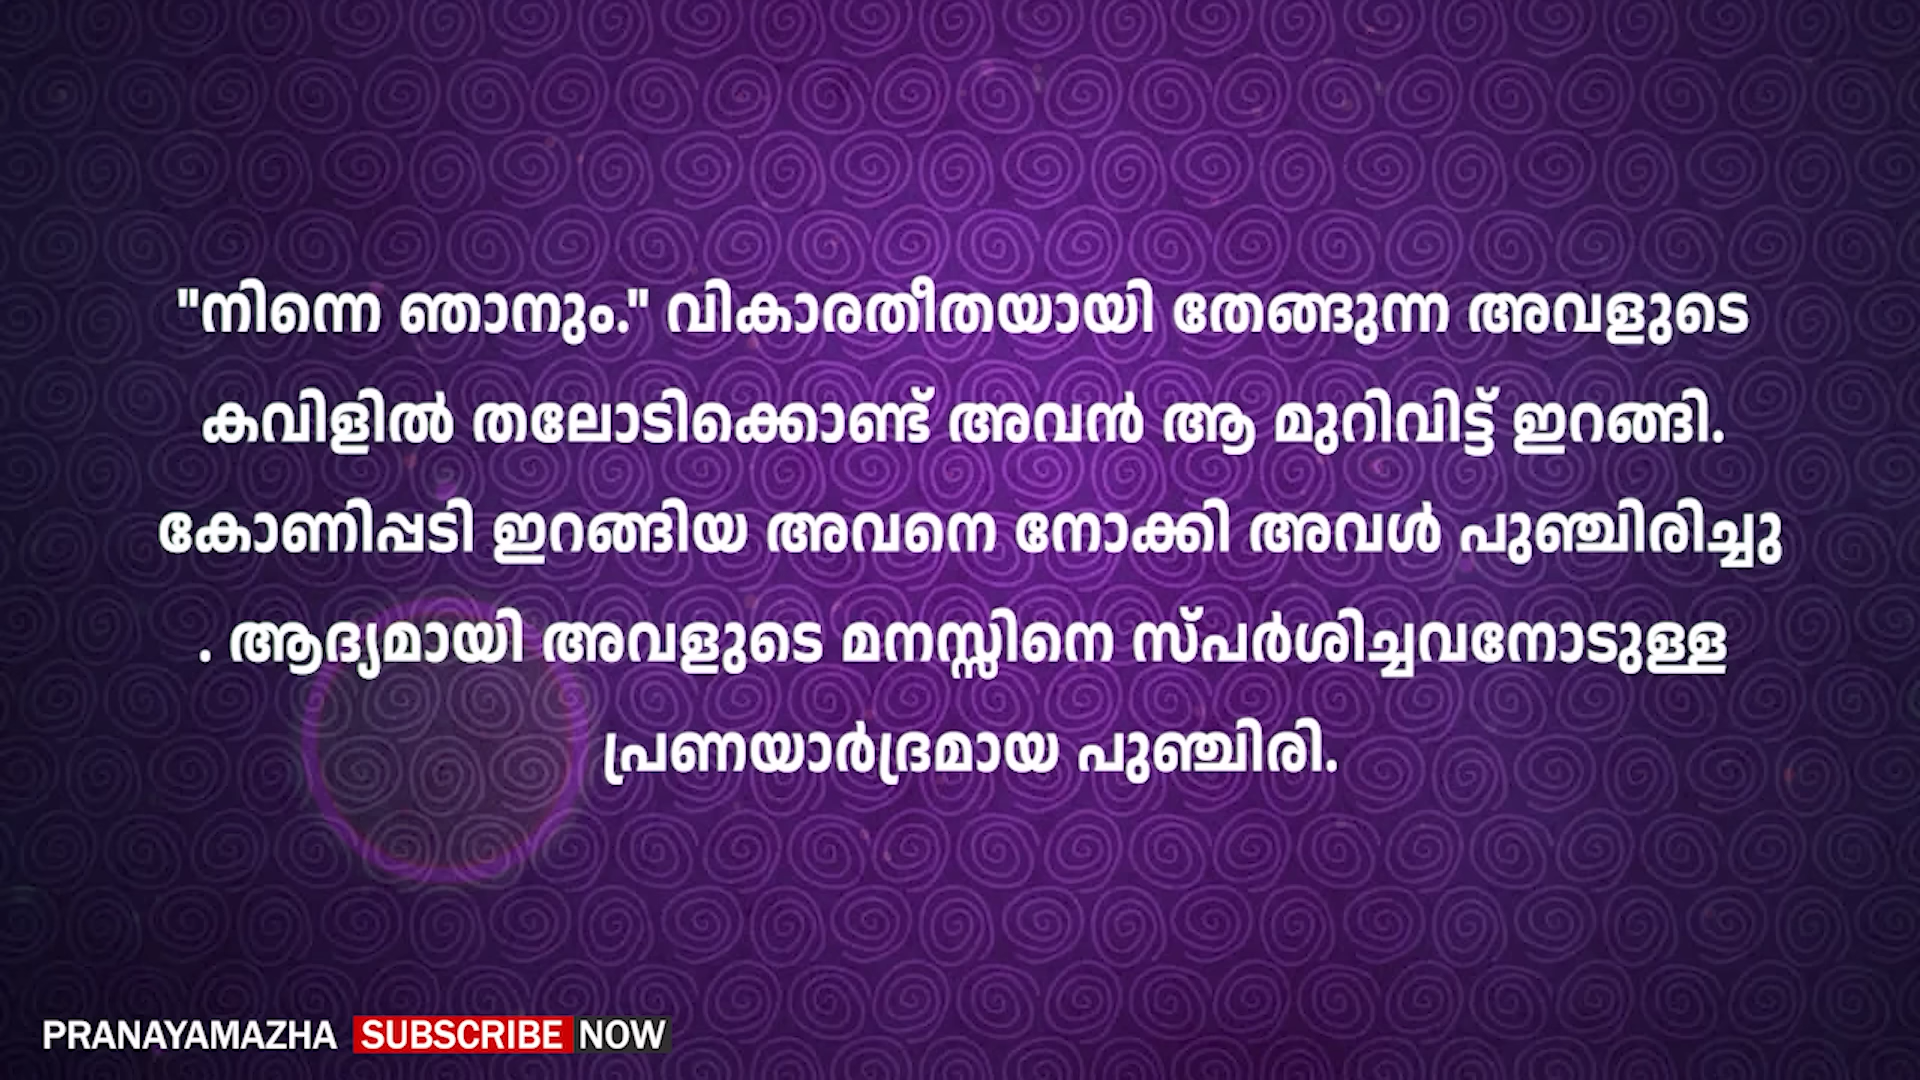 "നിന്നെ ഞാനും." വികാരതീതയായി തേങ്ങുന്ന അവളുടെ
കവിളിൽ തലോടിക്കൊണ്ട് അവൻ ആ മുറിവിട്ട് ഇറങ്ങി.
കോണിപ്പടി ഇറങ്ങിയ അവനെ നോക്കി അവൾ പുഞ്ചിരിച്ചു
. ആദ്യമായി അവളുടെ മനസ്സിനെ സ്പർശിച്ചവനോടുള്ള
പ്രണയാർദ്രമായ പുഞ്ചിരി.
PRANAYAMAZHA SUBSCRIBE NOW